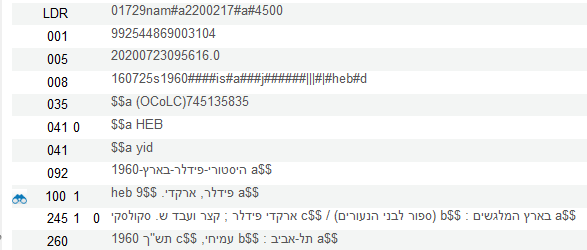 LDR 01729nam#a2200217#a#4500
001 992544869003104
005 20200723095616.0
008 160725s1960####is#a###j######|||#|#heb#d
035 $$a (OCoLC)745135835
041 0 $$a HEB
041 $$a yid
092 $$a היסטורי-פידלר-בארץ-1960
100 1 $$a פידלר, ארקדי. $$9 heb
245 1 0 $$a בארץ המלגשים : $$b (ספור לבני הנעורים) / $$c ארקדי פידלר ; קצר ועבד ש. סקולסקי
260 $$a תל-אביב : $$b עמיחי, $$c תש"ך 1960